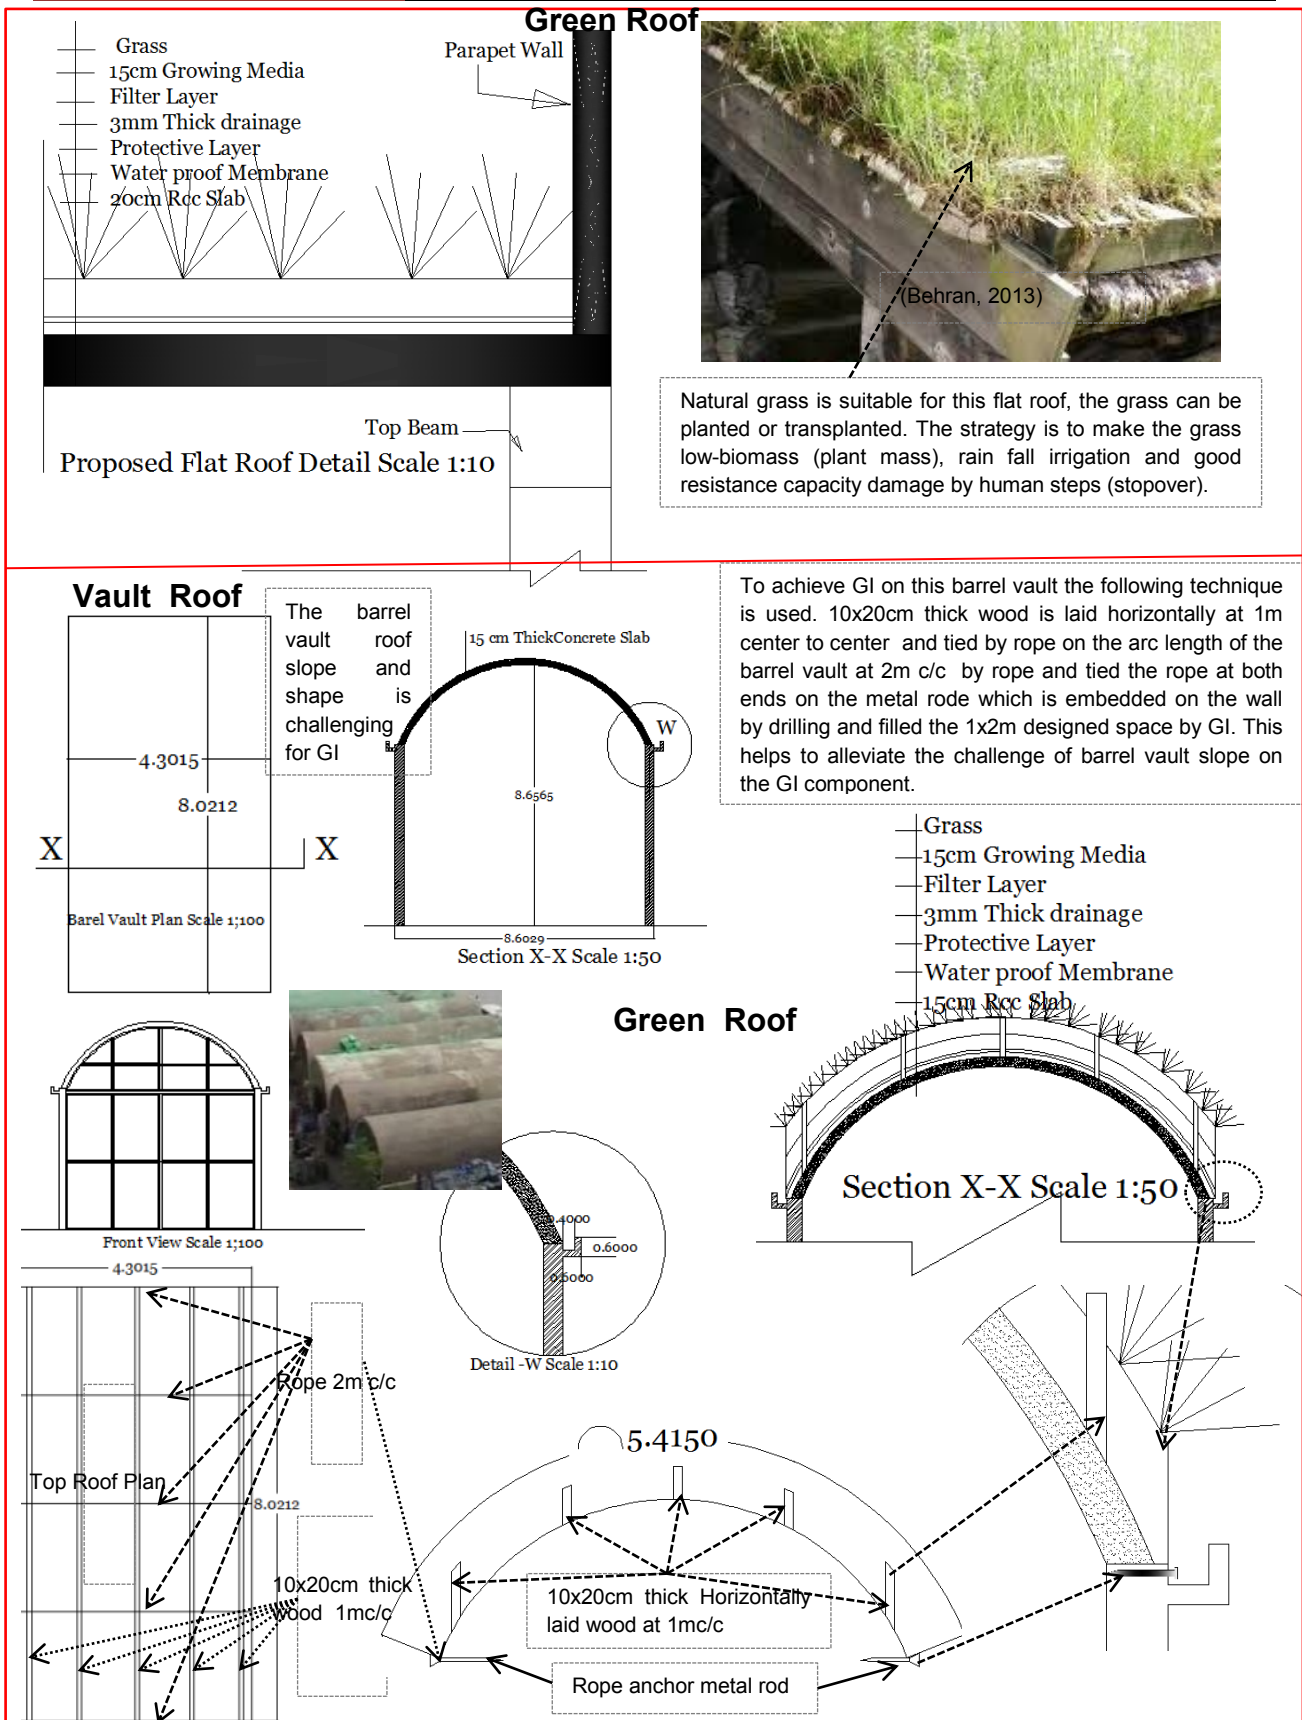 Green Roof
Grass
15cm Growing Media
Filter Layer
3mm Thick drainage
Protective Layer
Water proof Membrane
20cm Rcc Slab
Parapet Wall
Top Beam
Proposed Flat Roof Detail Scale 1:10
(Behran, 2013)
Natural grass is suitable for this flat roof, the grass can be
planted or transplanted. The strategy is to make the grass
low-biomass (plant mass), rain fall irrigation and good
resistance capacity damage by human steps (stopover).
Vault Roof
The barrel
vault roof
slope and
shape is
challenging
for GI
4.3015
8.0212
X
X
Barel Vault Plan Scale 1;100
15 cm ThickConcrete Slab
W
8.6565
8.6029
Section X-X Scale 1:50
To achieve GI on this barrel vault the following technique
is used. 10x20cm thick wood is laid horizontally at 1m
center to center and tied by rope on the arc length of the
barrel vault at 2m c/c by rope and tied the rope at both
ends on the metal rode which is embedded on the wall
by drilling and filled the 1x2m designed space by GI. This
helps to alleviate the challenge of barrel vault slope on
the GI component.
Grass
15cm Growing Media
Filter Layer
3mm Thick drainage
Protective Layer
Water proof Membrane
15cm Rcc Slab
Green Roof
Section X-X Scale 1:50
Front View Scale 1;100
0.4000
0.6000
0.6000
Detail -W Scale 1:10
4.3015
Rope 2m c/c
Top Roof Plan
8.0212
10x20cm thick
wood 1mc/c
5.4150
10x20cm thick Horizontally
laid wood at 1mc/c
Rope anchor metal rod